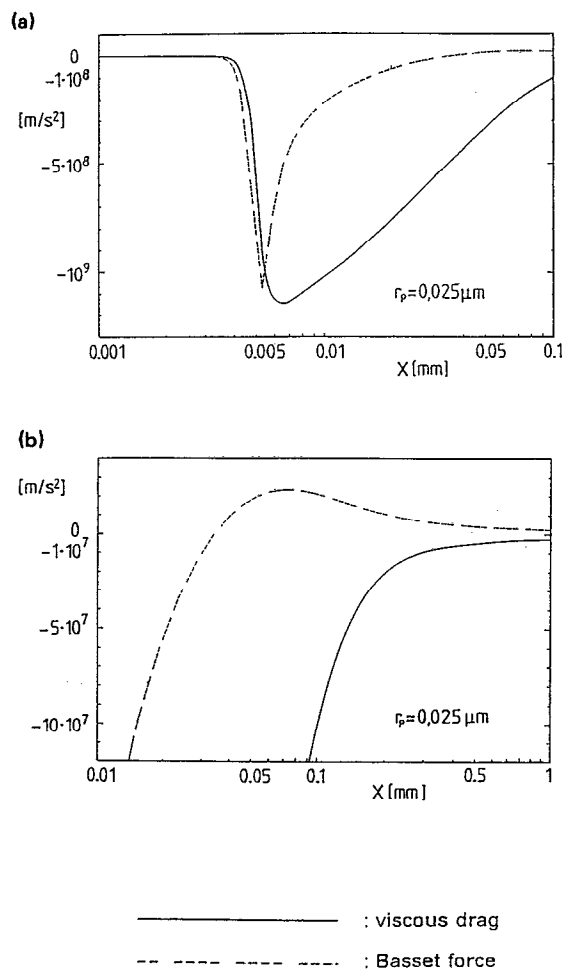 (a)
0
-1·10⁸
[m/s²]
-5·10⁸
-10⁹
rₚ=0,025μm
0.001 0.005 0.01 0.05 0.1
X [mm]
(b)
[m/s²]
0
-1·10⁷
-5·10⁷
-10·10⁷
rₚ=0,025μm
0.01 0.05 0.1 0.5 1
X [mm]
: viscous drag
: Basset force